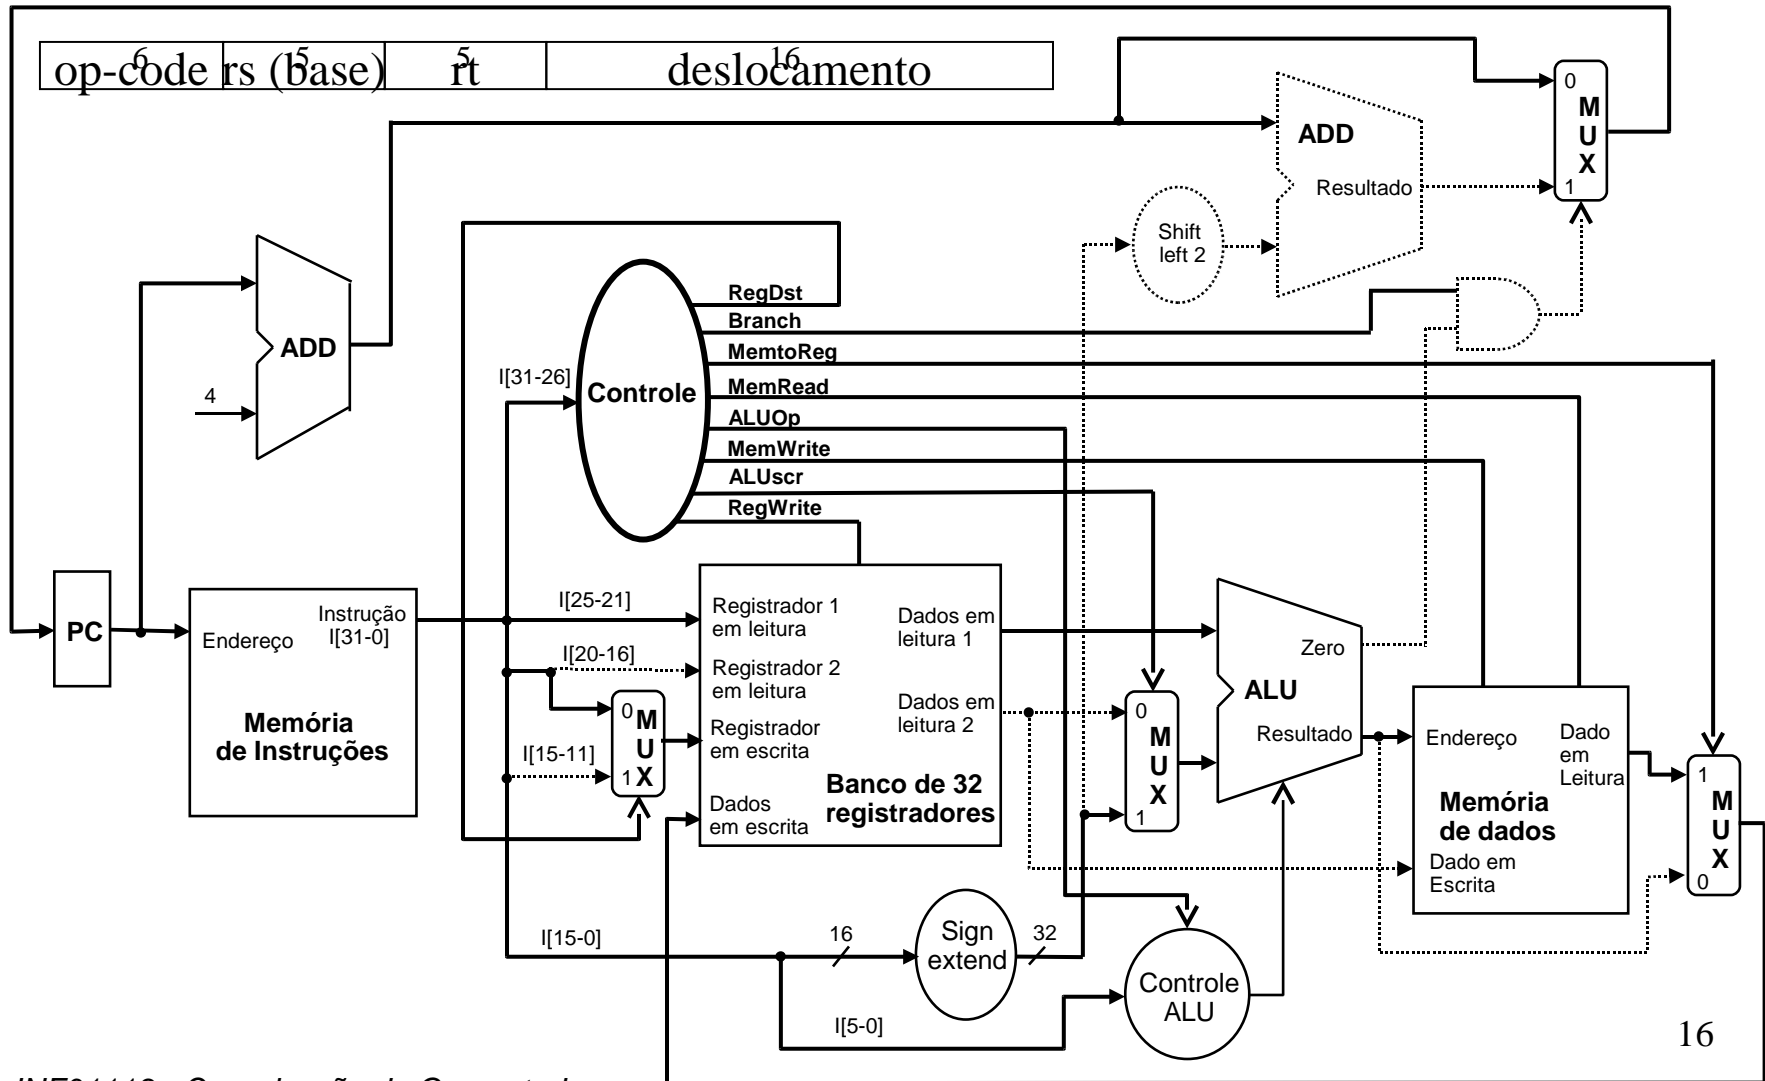 6 5 5 16
op-code rs (base) rt deslocamento
0
M
U
X
1
ADD
Resultado
Shift
left 2
RegDst
Branch
MemtoReg
MemRead
ALUOp
MemWrite
ALUscr
RegWrite
ADD
4
I[31-26]
Controle
PC
Endereço
Instrução
I[31-0]
Memória
de Instruções
I[25-21]
I[20-16]
I[15-11]
0
M
U
1 X
Registrador 1
em leitura
Registrador 2
em leitura
Registrador
em escrita
Dados
em escrita
Dados em
leitura 1
Dados em
leitura 2
Banco de 32
registradores
0
M
U
X
1
Zero
ALU
Resultado
Endereço
Dado
em
Leitura
Memória
de dados
Dado em
Escrita
1
M
U
X
0
I[15-0]
16
Sign
extend
32
Controle
ALU
I[5-0]
16